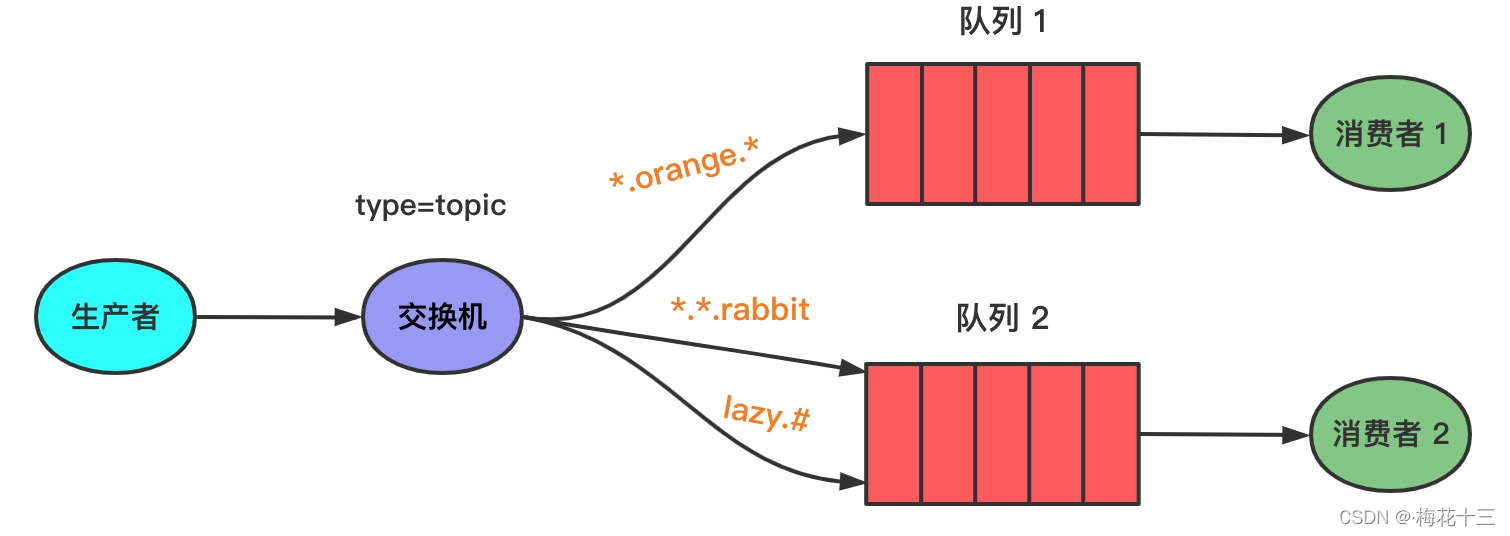 队列 1
消费者 1
*.orange.*
type=topic
生产者
交换机
*.*.rabbit
队列 2
lazy.#
消费者 2
CSDN @·梅花十三